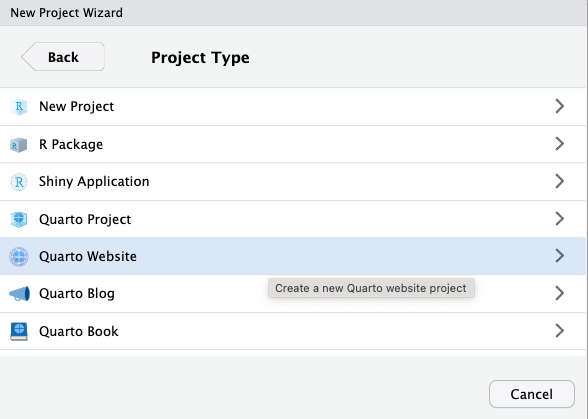 New Project Wizard
Back
Project Type
R New Project
R R Package
R Shiny Application
Quarto Project
Quarto Website
Create a new Quarto website project
Quarto Blog
Quarto Book
Cancel